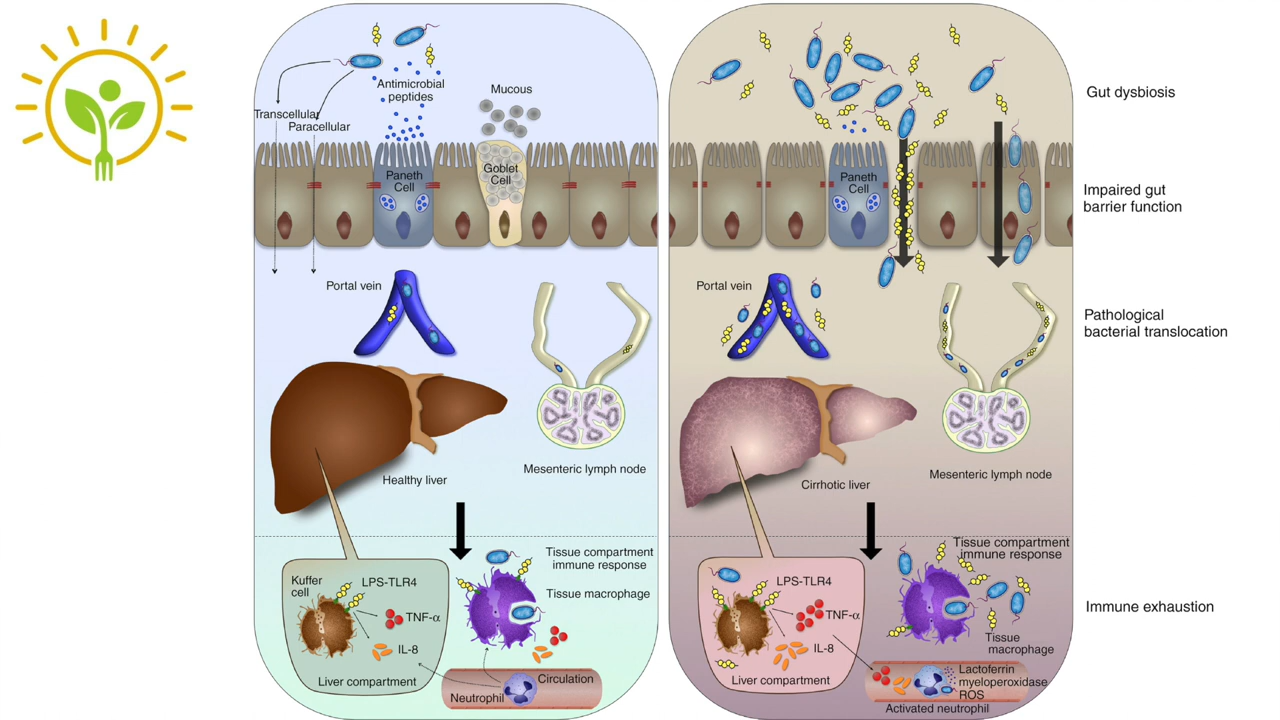 Antimicrobial
peptides
Mucous
Transcellular
Paracellular
Paneth
Cell
Goblet
Cell
Portal vein
Healthy liver
Mesenteric lymph node
Kuffer
cell
LPS-TLR4
TNF-α
IL-8
Liver compartment
Tissue compartment
immune response
Tissue macrophage
Circulation
Neutrophil
Paneth
Cell
Portal vein
Cirrhotic liver
Mesenteric lymph node
LPS-TLR4
TNF-α
IL-8
Liver compartment
Tissue compartment
immune response
Tissue
macrophage
Lactoferrin
myeloperoxidase
ROS
Activated neutrophil
Gut dysbiosis
Impaired gut
barrier function
Pathological
bacterial translocation
Immune exhaustion